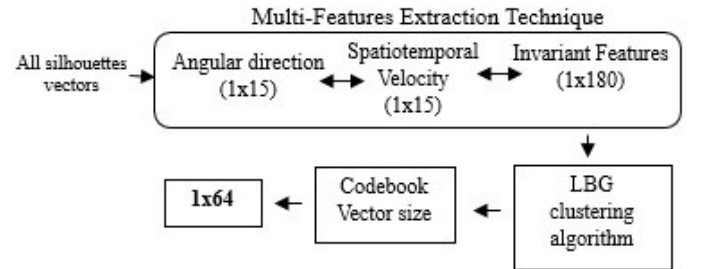 Multi-Features Extraction Technique
All silhouettes
vectors
Angular direction
(1x15)
Spatiotemporal
Velocity
(1x15)
Invariant Features
(1x180)
LBG
clustering
algorithm
Codebook
Vector size
1x64